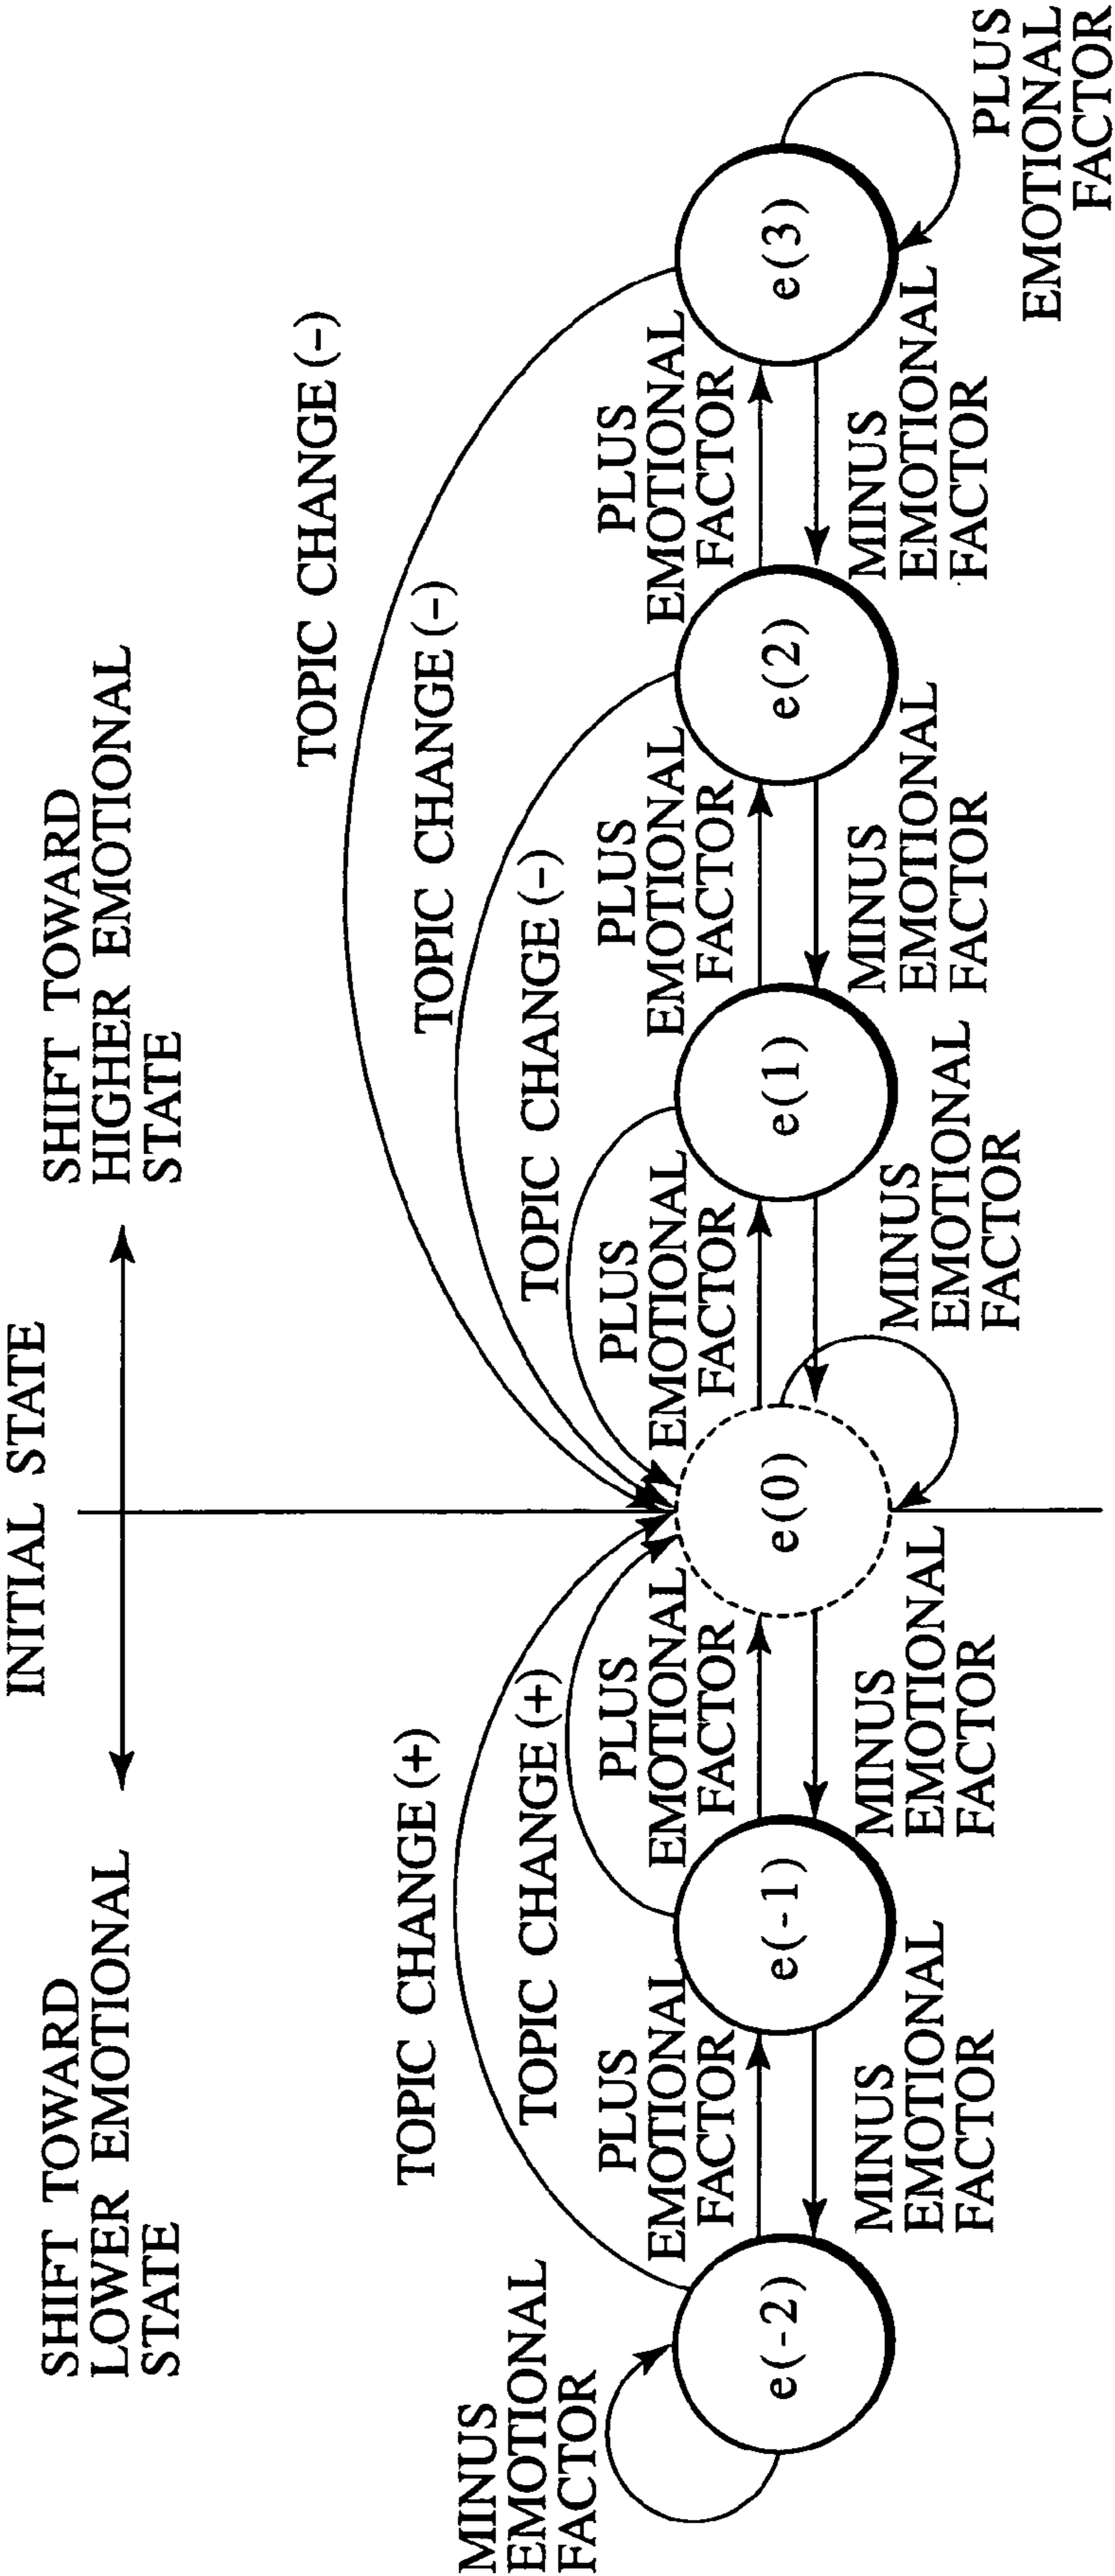 INITIAL STATE
SHIFT TOWARD
LOWER EMOTIONAL
STATE
SHIFT TOWARD
HIGHER EMOTIONAL
STATE
TOPIC CHANGE (-)
TOPIC CHANGE (+)
TOPIC CHANGE (-)
TOPIC CHANGE (+)
TOPIC CHANGE (-)
MINUS
EMOTIONAL
FACTOR
PLUS
EMOTIONAL
FACTOR
PLUS
EMOTIONAL
FACTOR
PLUS
EMOTIONAL
FACTOR
PLUS
EMOTIONAL
FACTOR
PLUS
EMOTIONAL
FACTOR
e(-2)
e(-1)
e(0)
e(1)
e(2)
e(3)
MINUS
EMOTIONAL
FACTOR
MINUS
EMOTIONAL
FACTOR
MINUS
EMOTIONAL
FACTOR
MINUS
EMOTIONAL
FACTOR
MINUS
EMOTIONAL
FACTOR
PLUS
EMOTIONAL
FACTOR